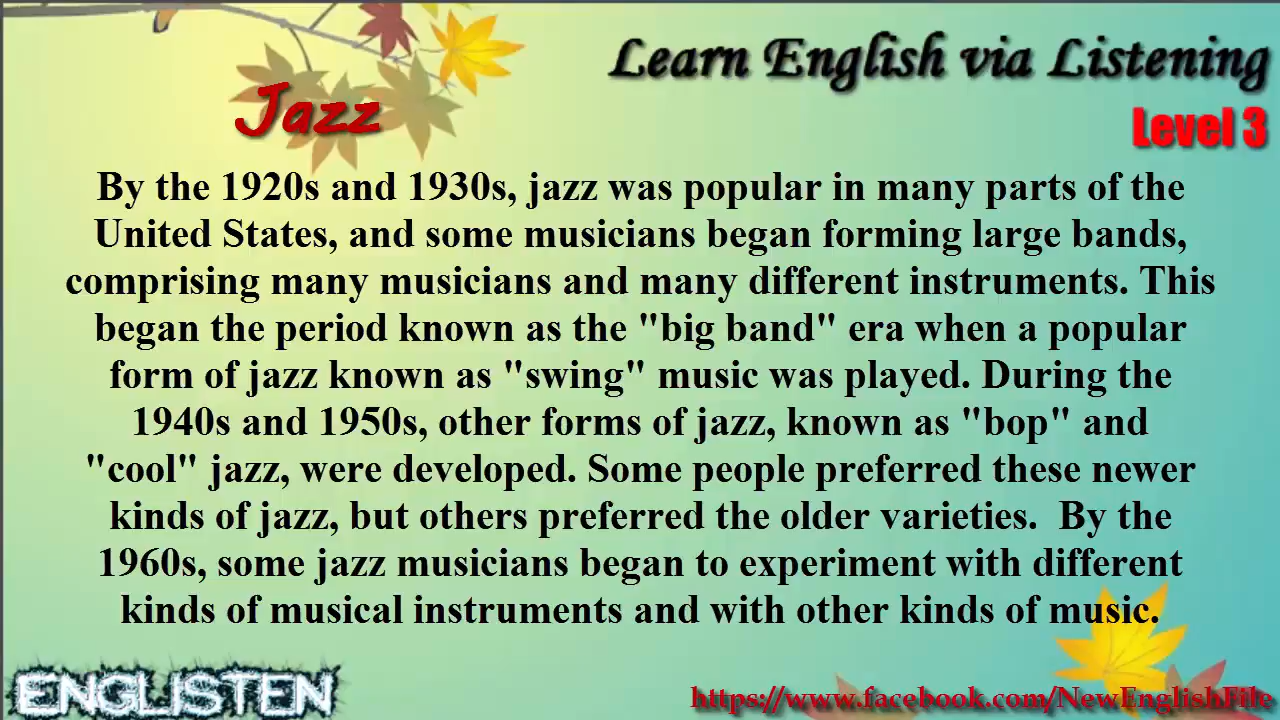 Learn English via Listening
Jazz
Level 3
By the 1920s and 1930s, jazz was popular in many parts of the
United States, and some musicians began forming large bands,
comprising many musicians and many different instruments. This
began the period known as the "big band" era when a popular
form of jazz known as "swing" music was played. During the
1940s and 1950s, other forms of jazz, known as "bop" and
"cool" jazz, were developed. Some people preferred these newer
kinds of jazz, but others preferred the older varieties.  By the
1960s, some jazz musicians began to experiment with different
kinds of musical instruments and with other kinds of music.
ENGLISTEN
https://www.facebook.com/NewEnglishFile